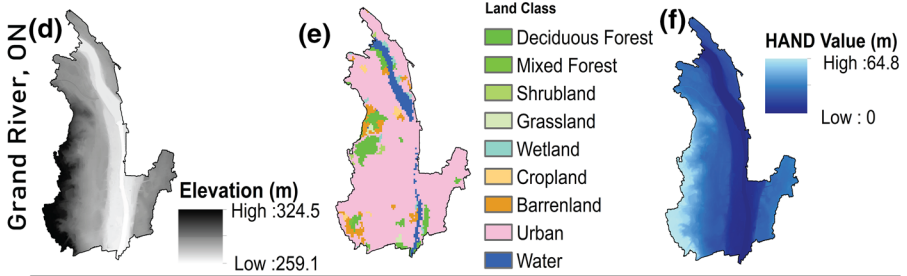 Grand River, ON
(d)
Elevation (m)
High :324.5
Low :259.1
(e)
Land Class
Deciduous Forest
Mixed Forest
Shrubland
Grassland
Wetland
Cropland
Barrenland
Urban
Water
(f)
HAND Value (m)
High :64.8
Low : 0